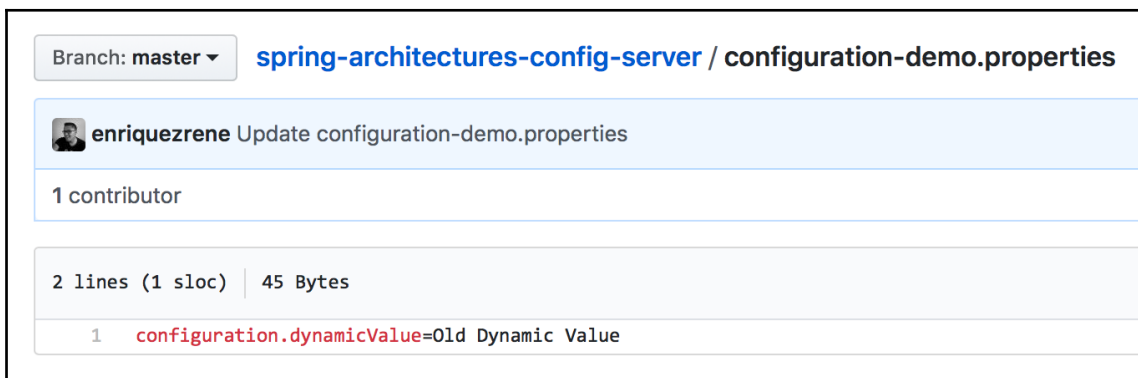 Branch: master spring-architectures-config-server / configuration-demo.properties
enriquezrene Update configuration-demo.properties
1 contributor
2 lines (1 sloc) 45 Bytes
1 configuration.dynamicValue=Old Dynamic Value